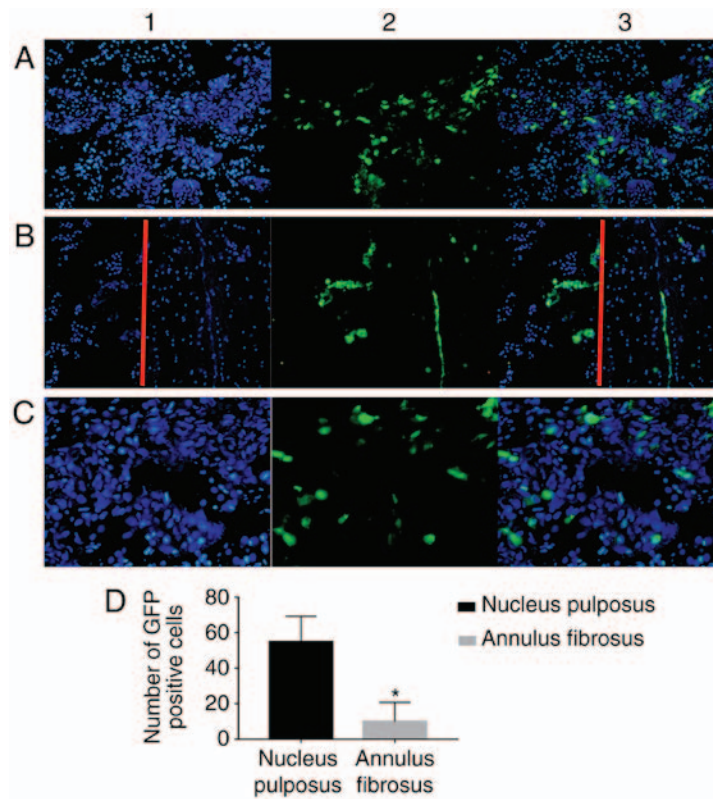 1 2 3
A
B
C
D
Number of GFP
positive cells
80
60
40
20
0
*
Nucleus
pulposus
Annulus
fibrosus
Nucleus pulposus
Annulus fibrosus